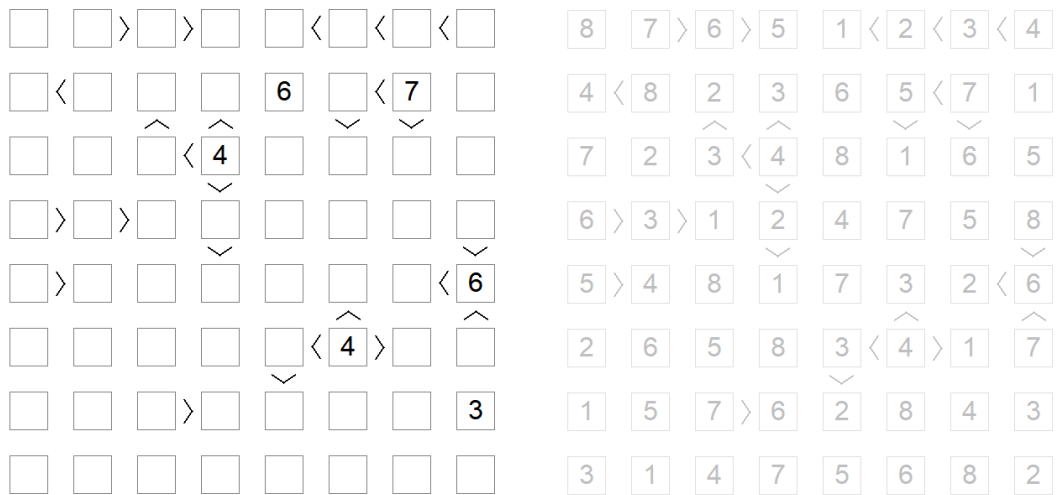 8 7 > 6 > 5 1 < 2 < 3 < 4
6 7 4 < 8 2 3 6 5 < 7 1
4 7 2 3 < 4 8 1 6 5
6 > 3 > 1 2 4 7 5 8
6 5 > 4 8 1 7 3 2 < 6
4 2 6 5 8 3 < 4 > 1 7
3 1 5 7 > 6 2 8 4 3
3 1 4 7 5 6 8 2